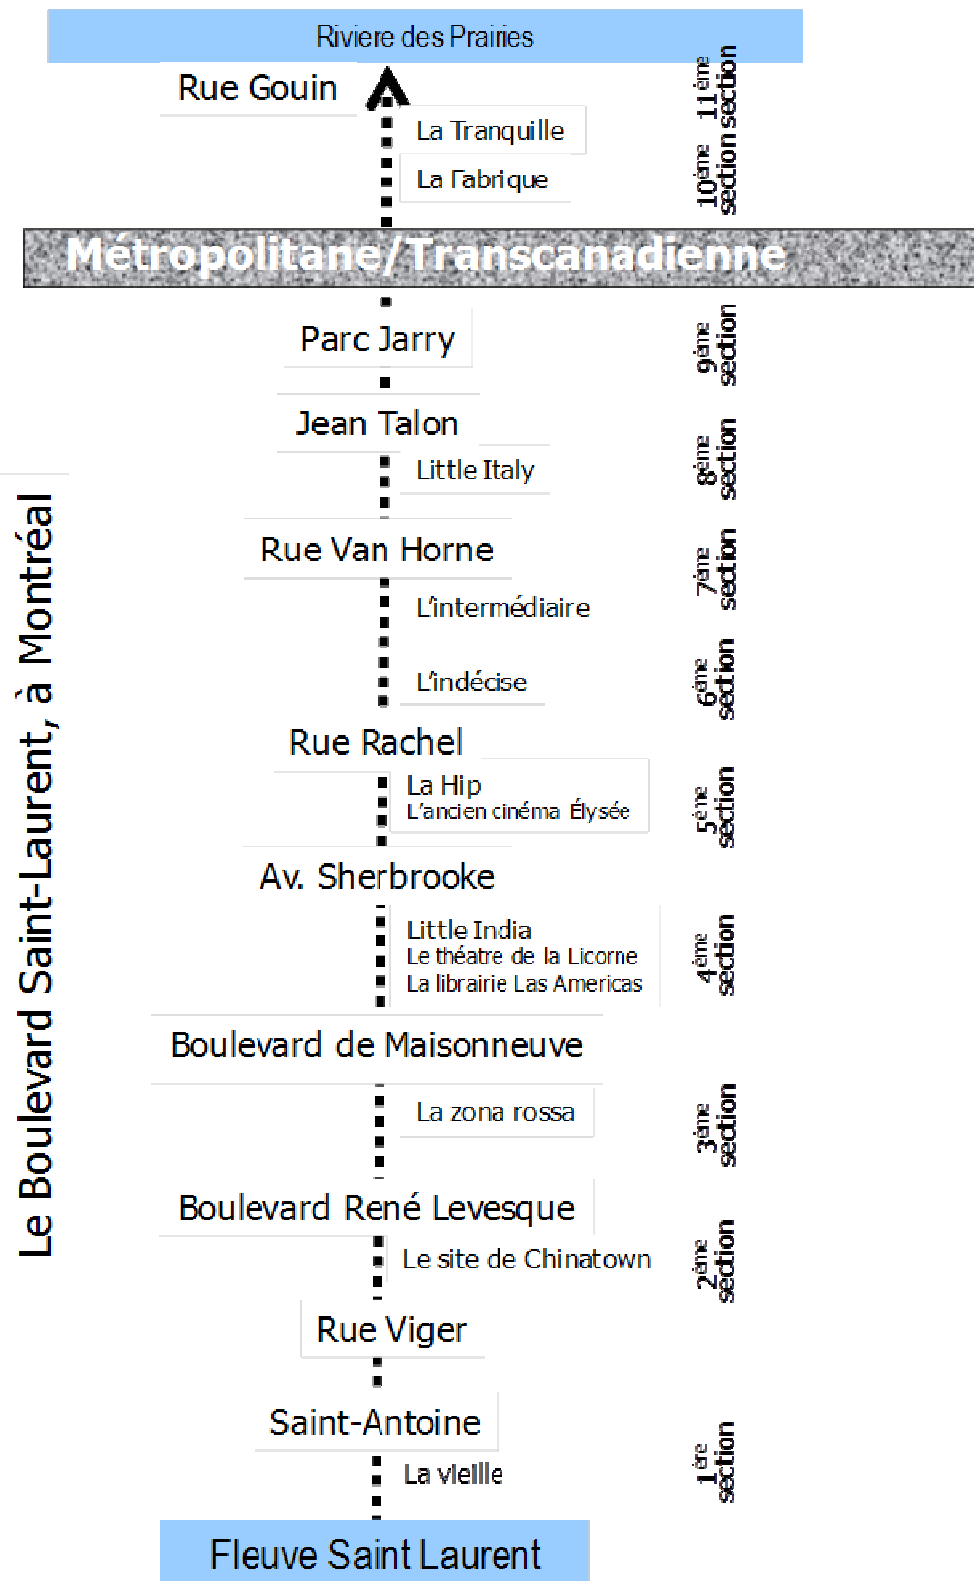 Riviere des Prairies
Rue Gouin
11ème section
La Tranquille
La Fabrique
10ème section
Métropolitane/Transcanadienne
Parc Jarry
9ème section
Jean Talon
Little Italy
8ème section
Rue Van Horne
L'intermédiaire
7ème section
L'indécise
6ème section
Rue Rachel
La Hip
L'ancien cinéma Élysée
5ème section
Av. Sherbrooke
Little India
Le théatre de la Licorne
La librairie Las Americas
4ème section
Boulevard de Maisonneuve
La zona rossa
3ème section
Boulevard René Levesque
Le site de Chinatown
2ème section
Rue Viger
Saint-Antoine
La vieille
1ère section
Fleuve Saint Laurent
Le Boulevard Saint-Laurent, à Montréal